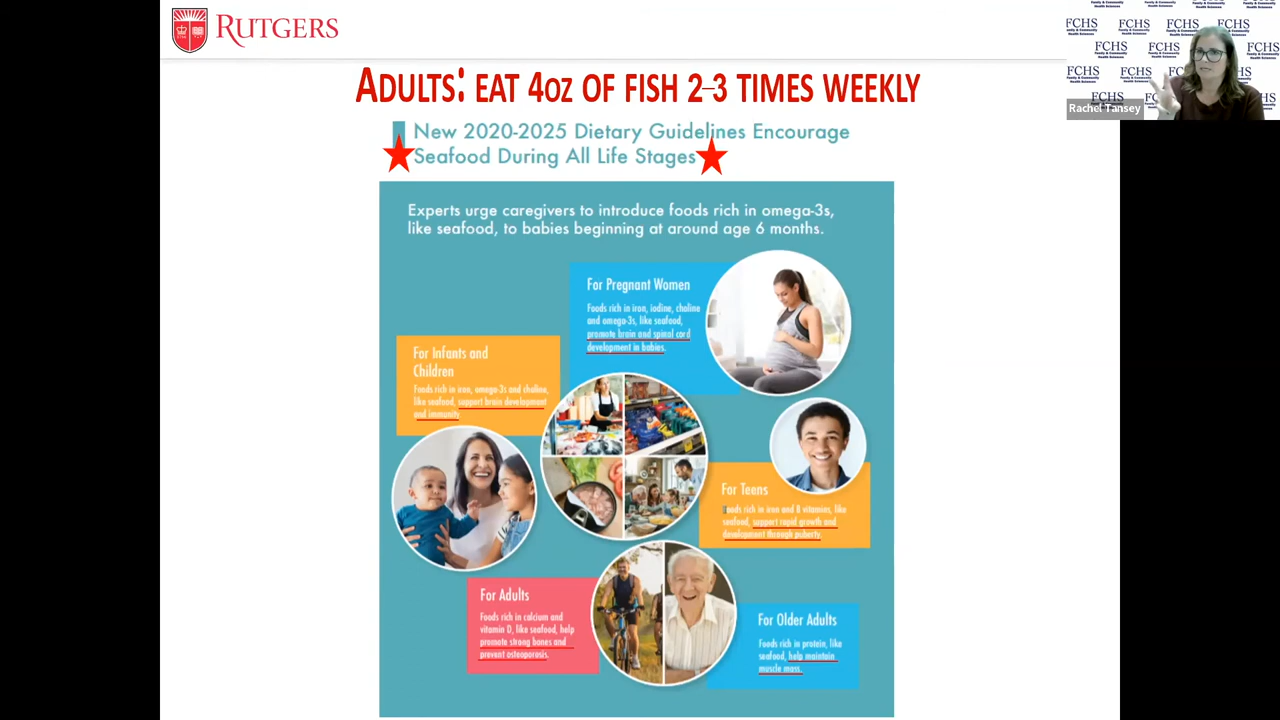 RUTGERS
ADULTS: EAT 4OZ OF FISH 2–3 TIMES WEEKLY
New 2020-2025 Dietary Guidelines Encourage
Seafood During All Life Stages
Experts urge caregivers to introduce foods rich in omega-3s,
like seafood, to babies beginning at around age 6 months.
For Pregnant Women
Foods rich in iron, iodine, choline
and omega-3s, like seafood,
promote brain and spinal cord
development in babies.
For Infants and
Children
Foods rich in iron, omega-3s and choline,
like seafood, support brain development
and immunity
For Teens
Foods rich in iron and B vitamins, like
seafood, support rapid growth and
development through puberty.
For Adults
Foods rich in calcium and
vitamin D, like seafood, help
promote strong bones and
prevent osteoporosis.
For Older Adults
Foods rich in protein, like
seafood, help maintain
muscle mass.
FCHS
Family & Community
Health Sciences
Rachel Tansey